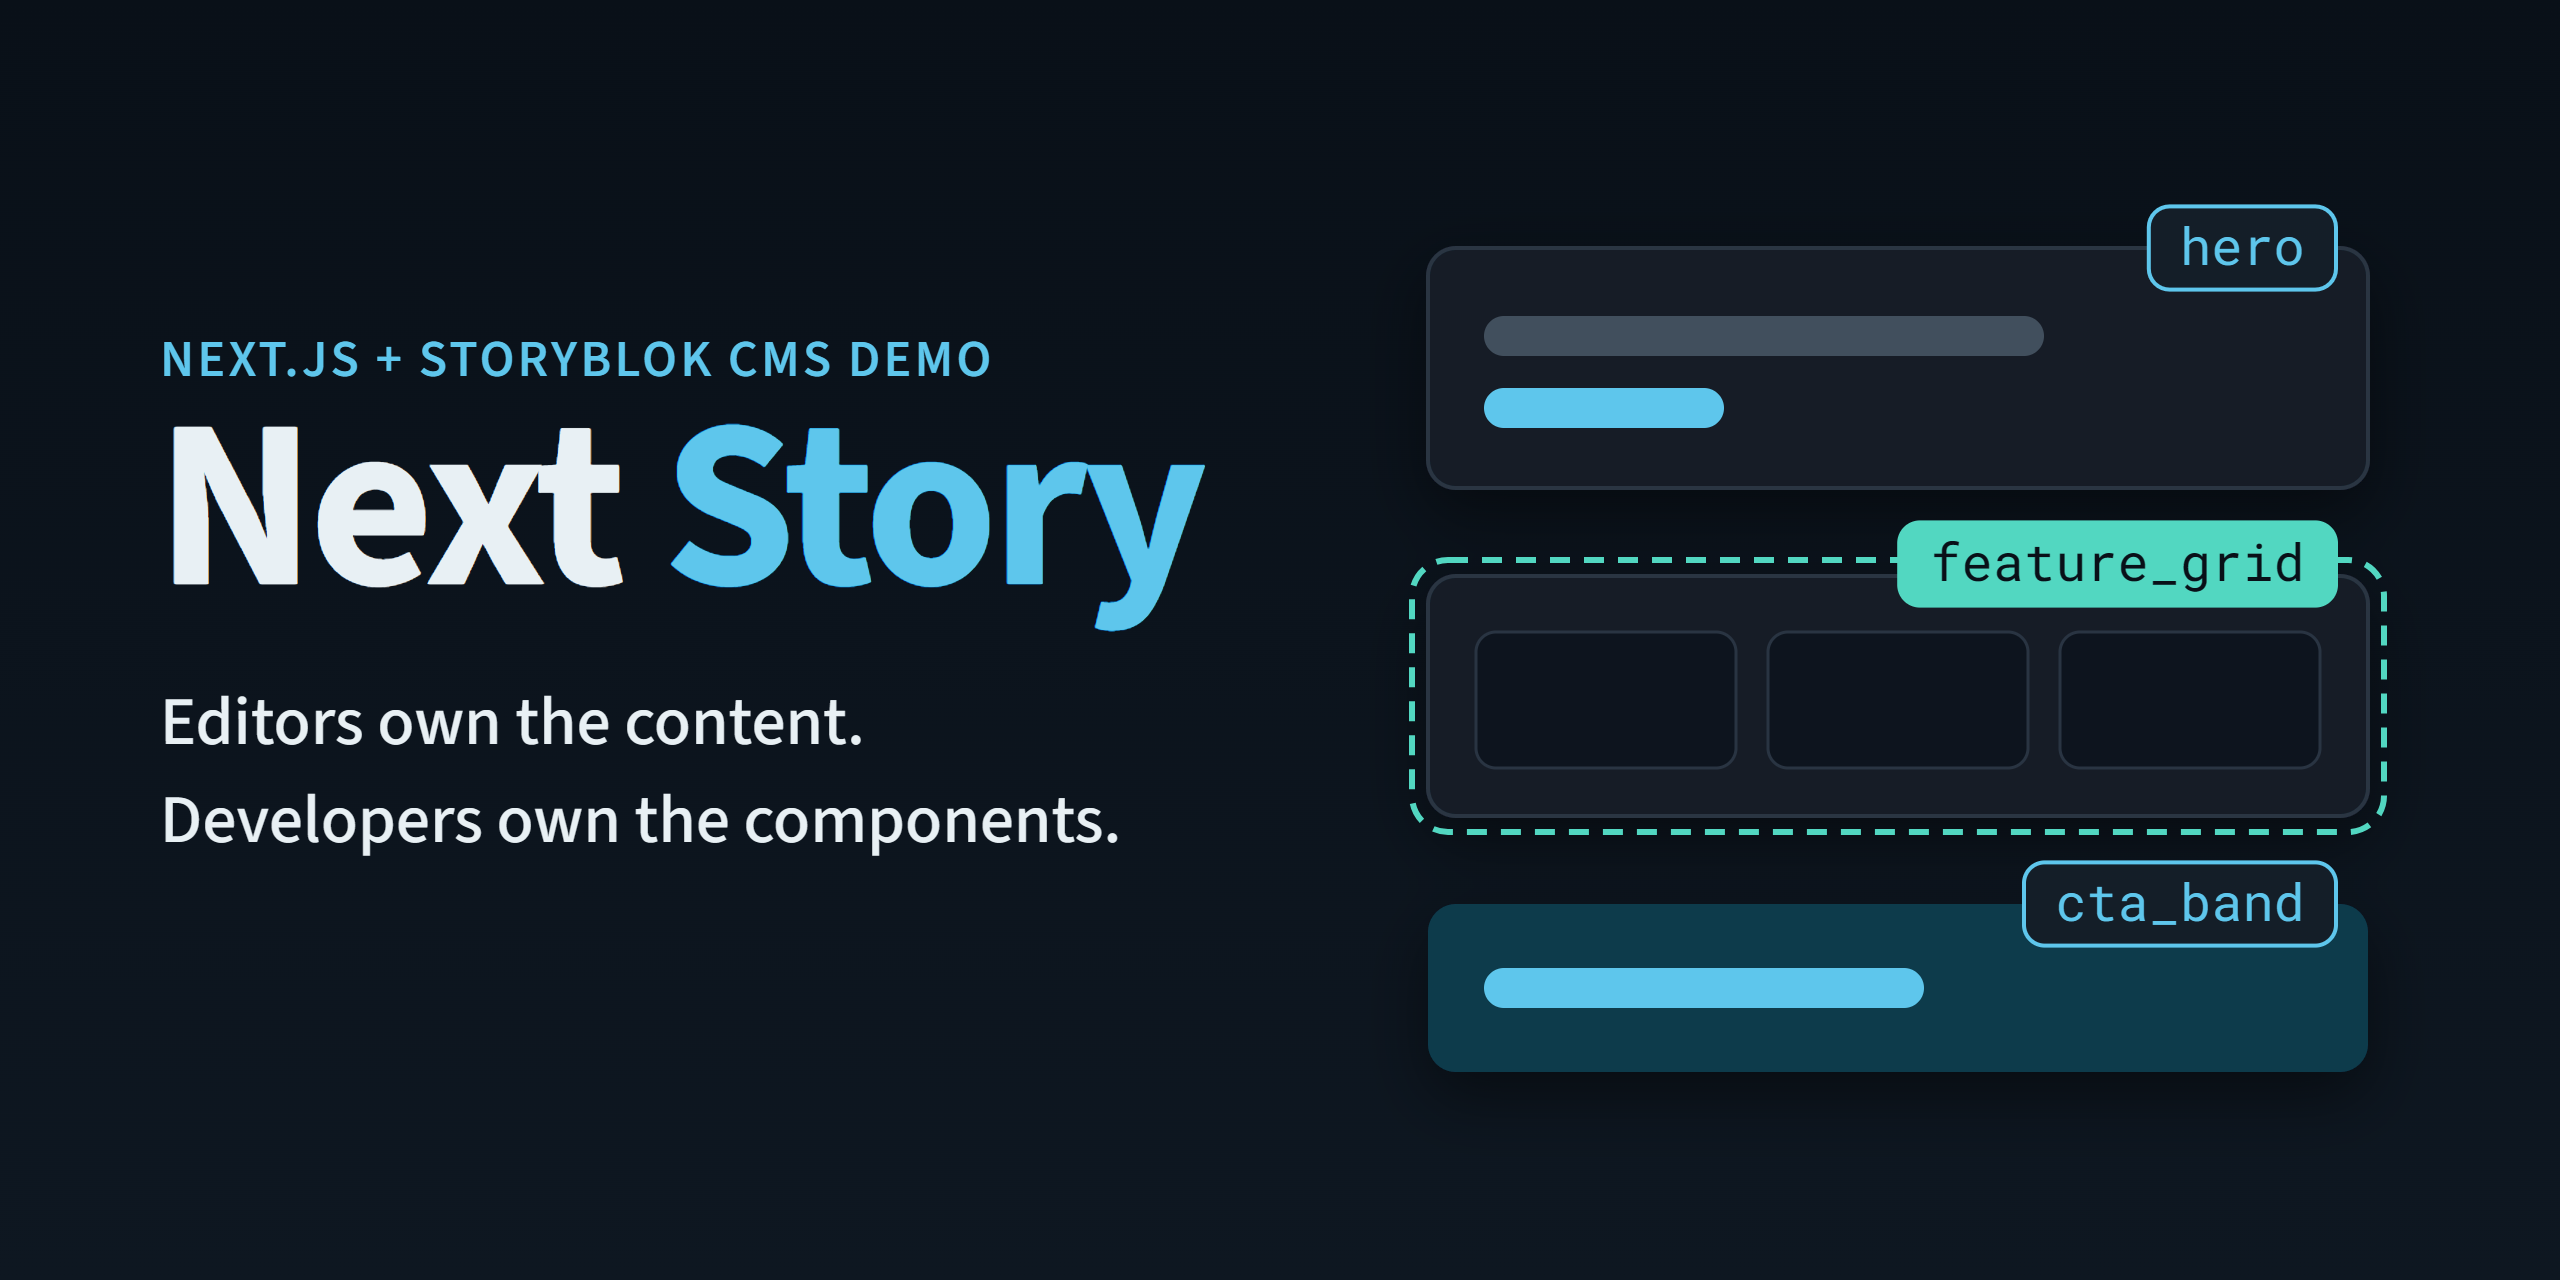 NEXT.JS + STORYBLOK CMS DEMO
Next Story
Editors own the content.
Developers own the components.
hero
feature_grid
cta_band